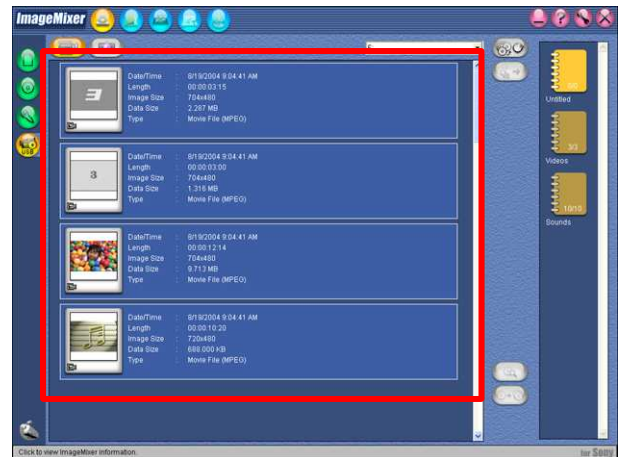 ImageMixer
Date/Time : 8/19/2004 9:04:41 AM
Length : 00:00:03:15
Image Size : 704x480
Data Size : 2.287 MB
Type : Movie File (MPEG)
3
Date/Time : 8/19/2004 9:04:41 AM
Length : 00:00:03:00
Image Size : 704x480
Data Size : 1.316 MB
Type : Movie File (MPEG)
3
Date/Time : 8/19/2004 9:04:41 AM
Length : 00:00:12:14
Image Size : 704x480
Data Size : 9.713 MB
Type : Movie File (MPEG)
Date/Time : 8/19/2004 9:04:41 AM
Length : 00:00:10:20
Image Size : 720x480
Data Size : 688.000 KB
Type : Movie File (MPEG)
USB
0/0
Untitled
3/3
Videos
10/10
Sounds
Click to view ImageMixer information.
for Sony